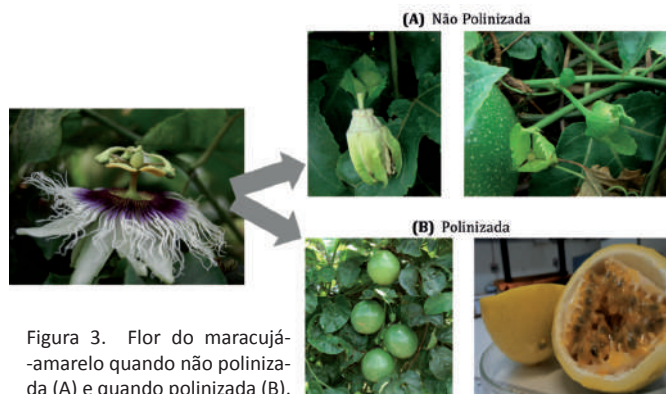 (A) Não Polinizada
(B) Polinizada
Figura 3. Flor do maracujá-
-amarelo quando não poliniza-
da (A) e quando polinizada (B).